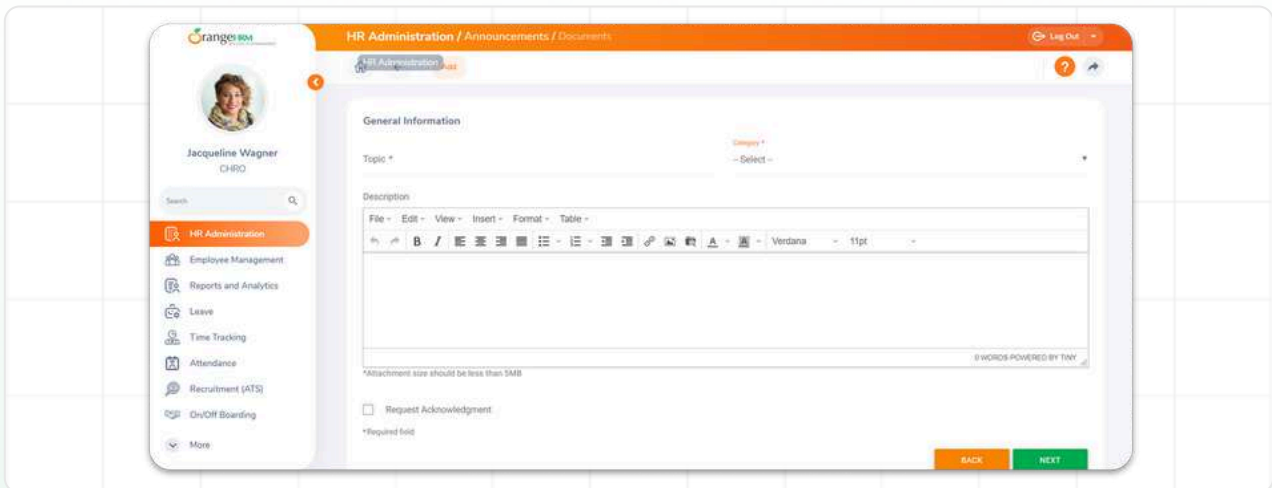 OrangeHRM
HR Administration / Announcements / Documents
Log Out
HR Administration
Add
?
Jacqueline Wagner
CHRO
Search
HR Administration
Employee Management
Reports and Analytics
Leave
Time Tracking
Attendance
Recruitment (ATS)
On/Off Boarding
More
General Information
Topic *
Category *
-- Select --
Description
File Edit View Insert Format Table
B I A A Verdana 11pt
0 WORDS POWERED BY TINY
*Attachment size should be less than 5MB
Request Acknowledgment
*Required field
BACK NEXT